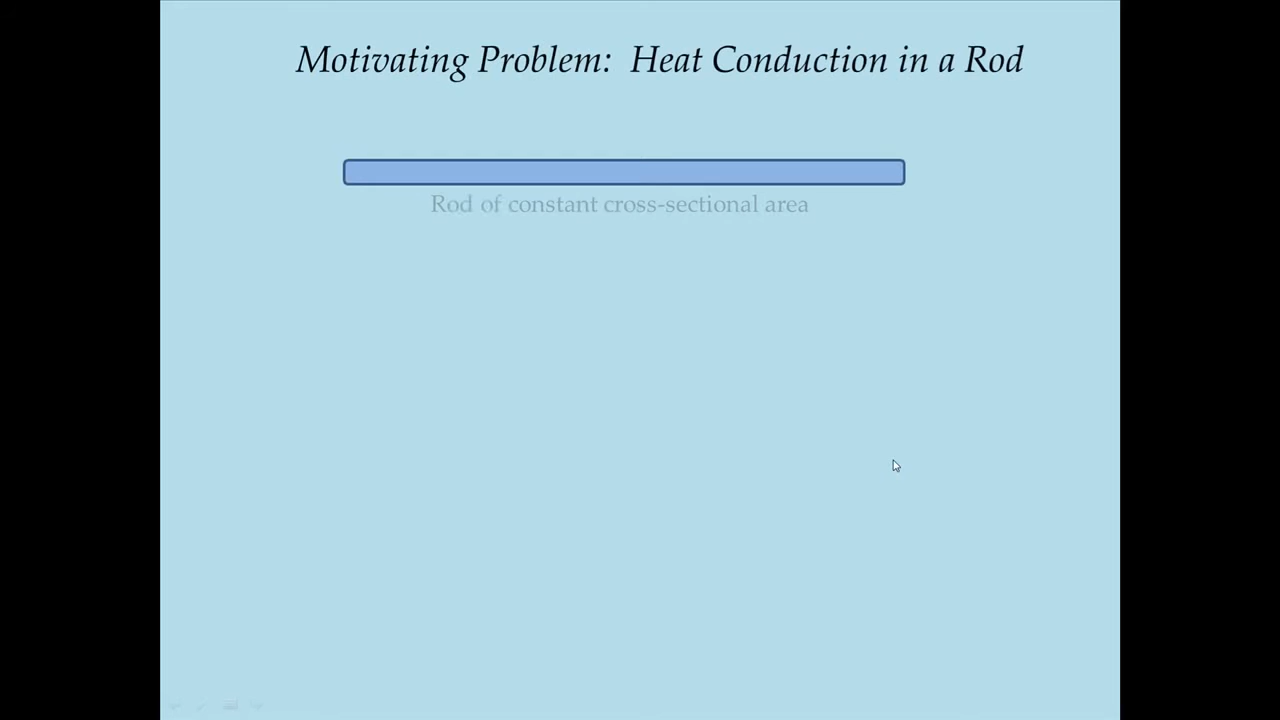 Motivating Problem: Heat Conduction in a Rod
Rod of constant cross-sectional area